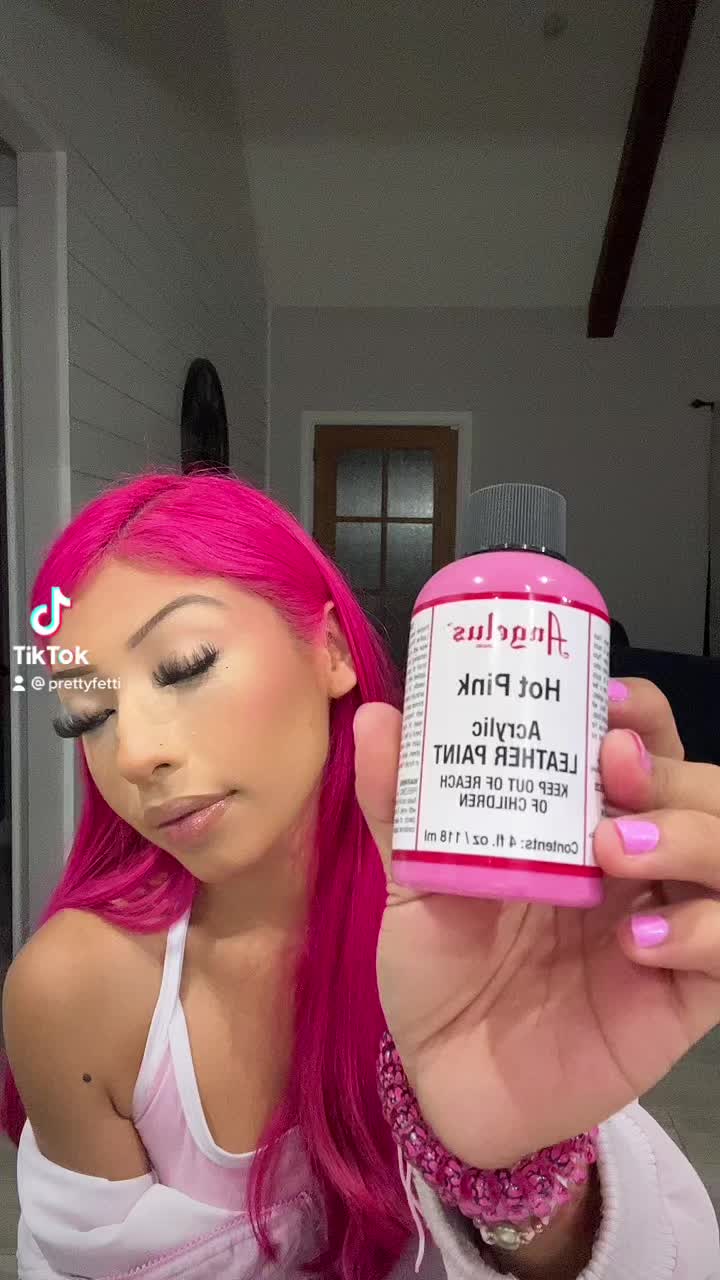 TikTok
@prettyfetti
Angelus
Hot Pink
Acrylic
LEATHER PAINT
KEEP OUT OF REACH
OF CHILDREN
Contents: 4 fl. oz / 118 ml